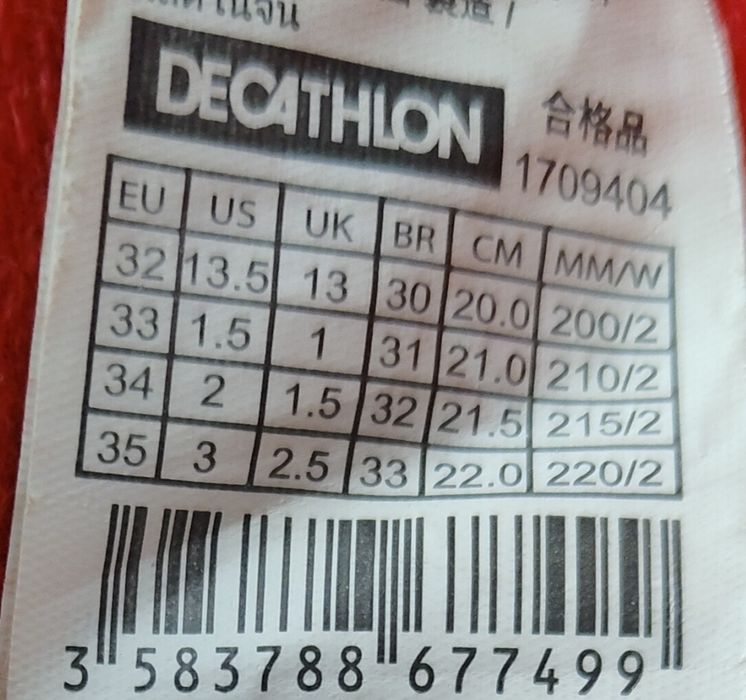 DECATHLON
合格品
1709404
EU US UK BR CM MM/W
32 13.5 13 30 20.0 200/2
33 1.5 1 31 21.0 210/2
34 2 1.5 32 21.5 215/2
35 3 2.5 33 22.0 220/2
3 583788 677499